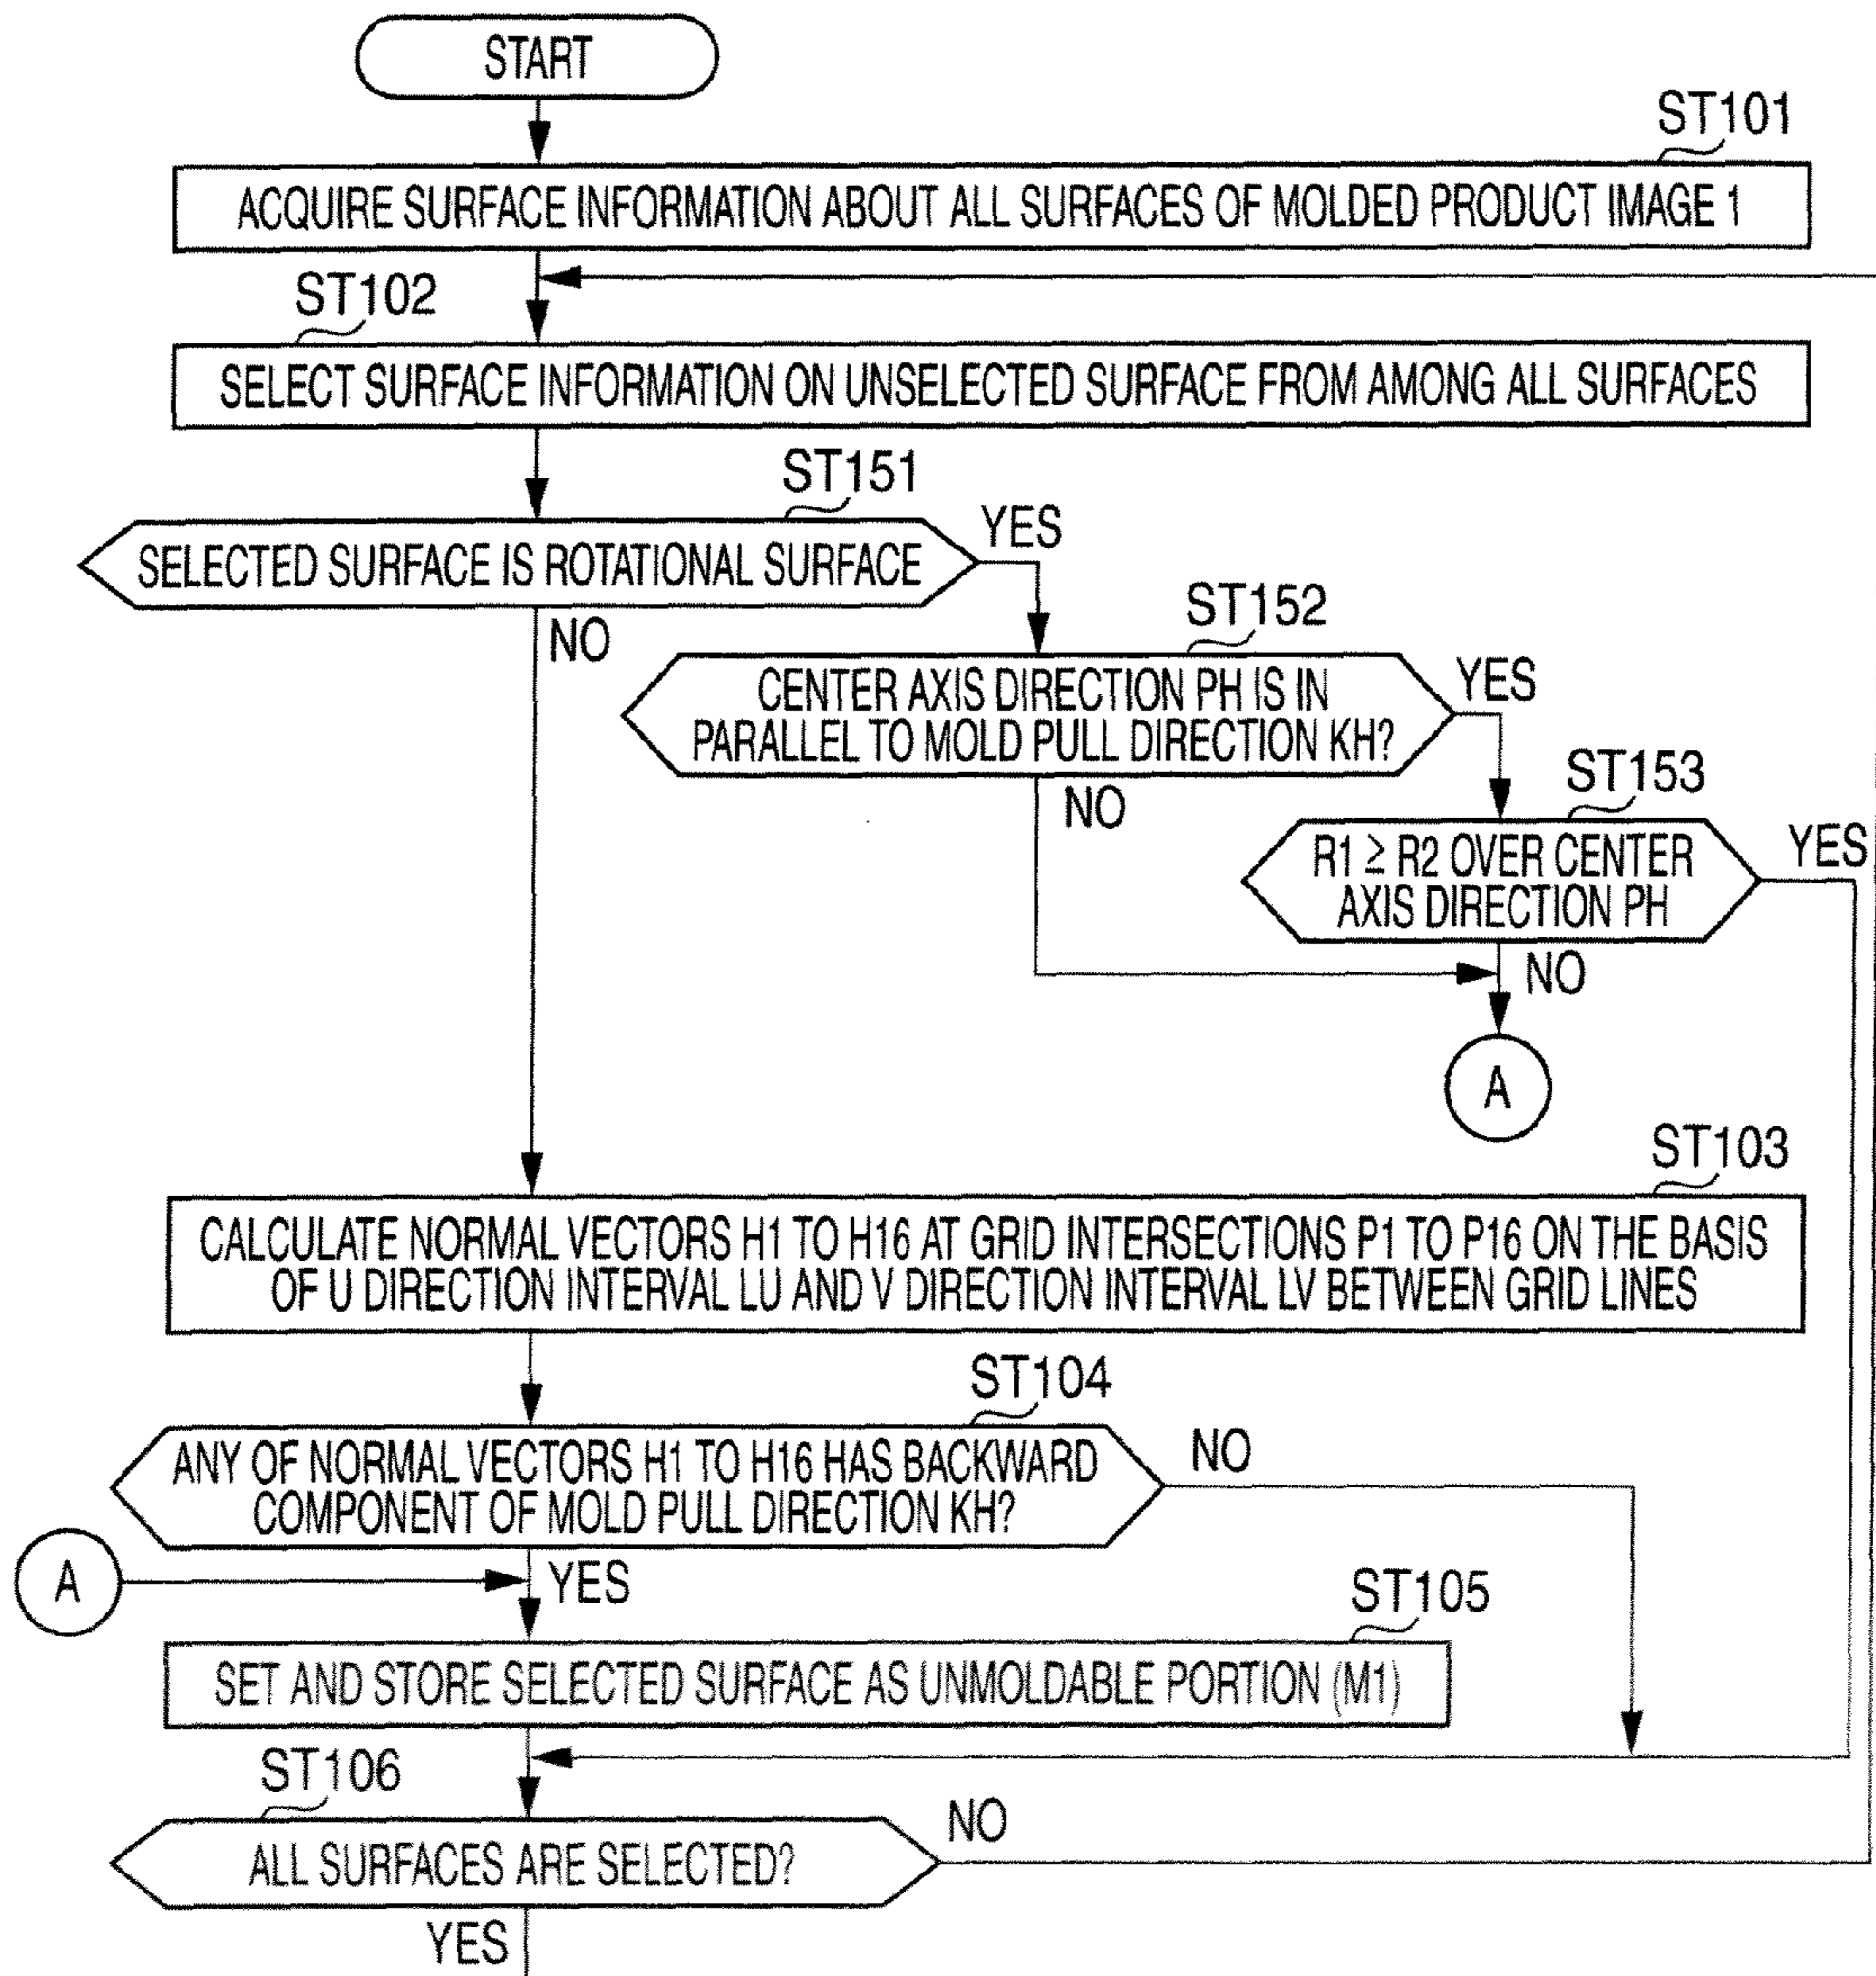 START
ST101
ACQUIRE SURFACE INFORMATION ABOUT ALL SURFACES OF MOLDED PRODUCT IMAGE 1
ST102
SELECT SURFACE INFORMATION ON UNSELECTED SURFACE FROM AMONG ALL SURFACES
ST151
SELECTED SURFACE IS ROTATIONAL SURFACE
YES
NO
ST152
CENTER AXIS DIRECTION PH IS IN
PARALLEL TO MOLD PULL DIRECTION KH?
YES
NO
ST153
R1 ≥ R2 OVER CENTER
AXIS DIRECTION PH
YES
NO
A
ST103
CALCULATE NORMAL VECTORS H1 TO H16 AT GRID INTERSECTIONS P1 TO P16 ON THE BASIS
OF U DIRECTION INTERVAL LU AND V DIRECTION INTERVAL LV BETWEEN GRID LINES
ST104
ANY OF NORMAL VECTORS H1 TO H16 HAS BACKWARD
COMPONENT OF MOLD PULL DIRECTION KH?
NO
A
YES
ST105
SET AND STORE SELECTED SURFACE AS UNMOLDABLE PORTION (M1)
ST106
ALL SURFACES ARE SELECTED?
NO
YES